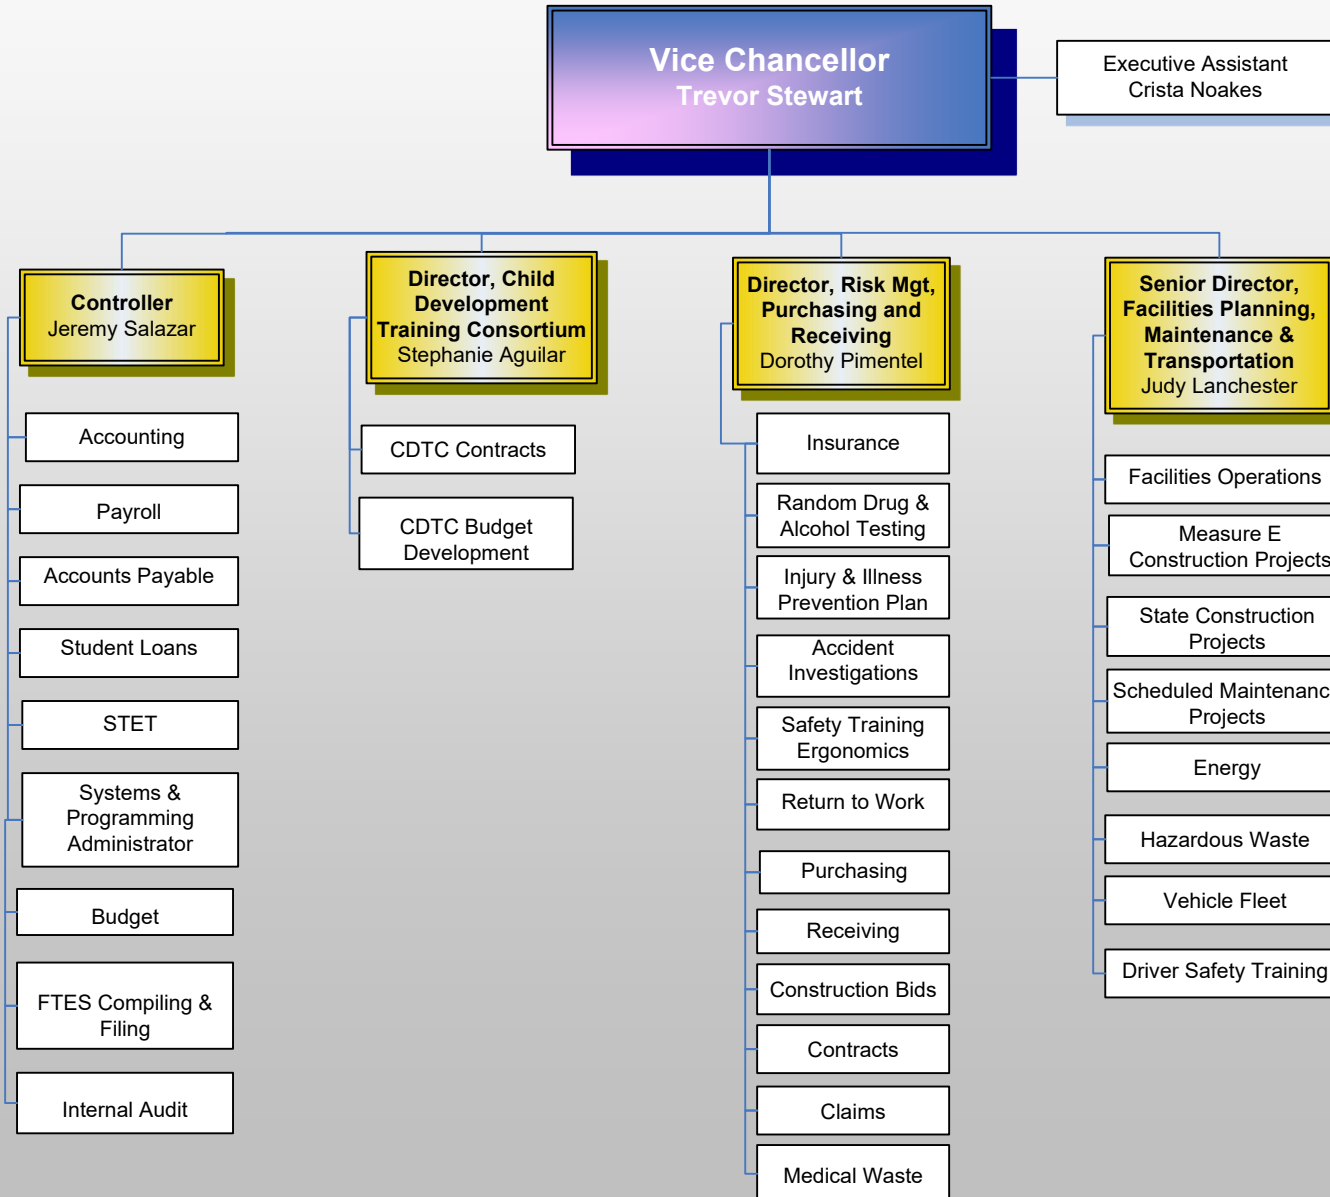 Vice Chancellor
Trevor Stewart
Executive Assistant
Crista Noakes
Controller
Jeremy Salazar
Accounting
Payroll
Accounts Payable
Student Loans
STET
Systems &
Programming
Administrator
Budget
FTES Compiling &
Filing
Internal Audit
Director, Child
Development
Training Consortium
Stephanie Aguilar
CDTC Contracts
CDTC Budget
Development
Director, Risk Mgt,
Purchasing and
Receiving
Dorothy Pimentel
Insurance
Random Drug &
Alcohol Testing
Injury & Illness
Prevention Plan
Accident
Investigations
Safety Training
Ergonomics
Return to Work
Purchasing
Receiving
Construction Bids
Contracts
Claims
Medical Waste
Senior Director,
Facilities Planning,
Maintenance &
Transportation
Judy Lanchester
Facilities Operations
Measure E
Construction Projects
State Construction
Projects
Scheduled Maintenanc
Projects
Energy
Hazardous Waste
Vehicle Fleet
Driver Safety Training